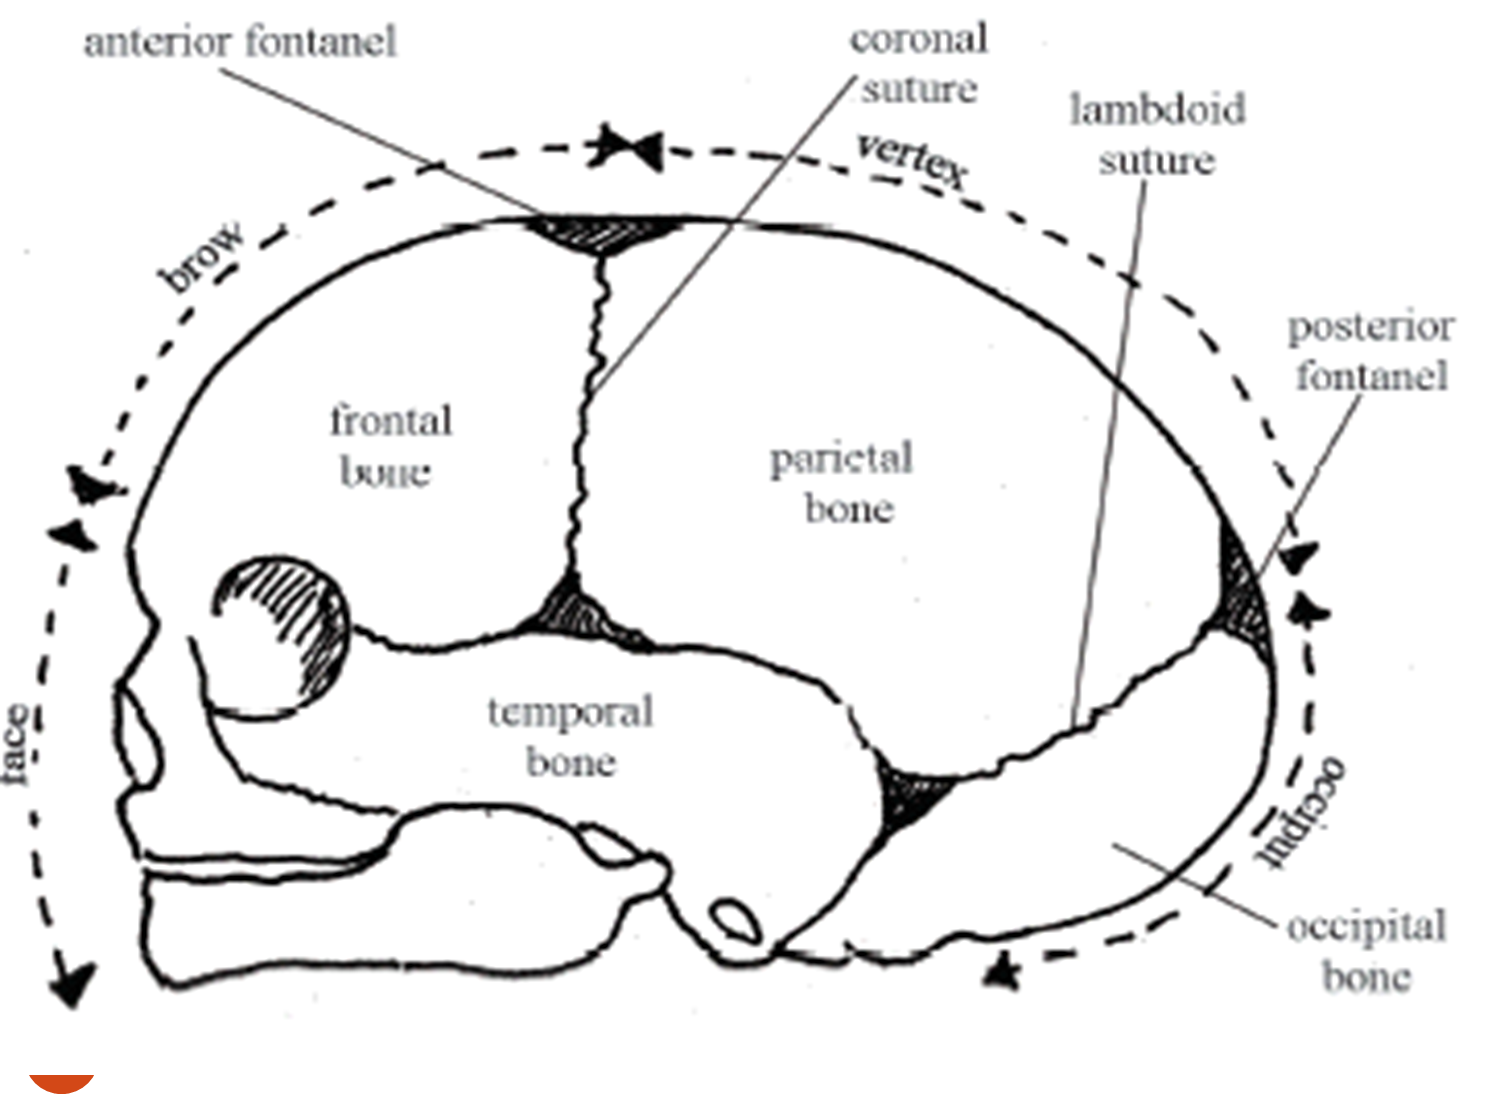 anterior fontanel
coronal
suture
lambdoid
suture
vertex
brow
posterior
fontanel
frontal
bone
parietal
bone
temporal
bone
face
occiput
occipital
bone